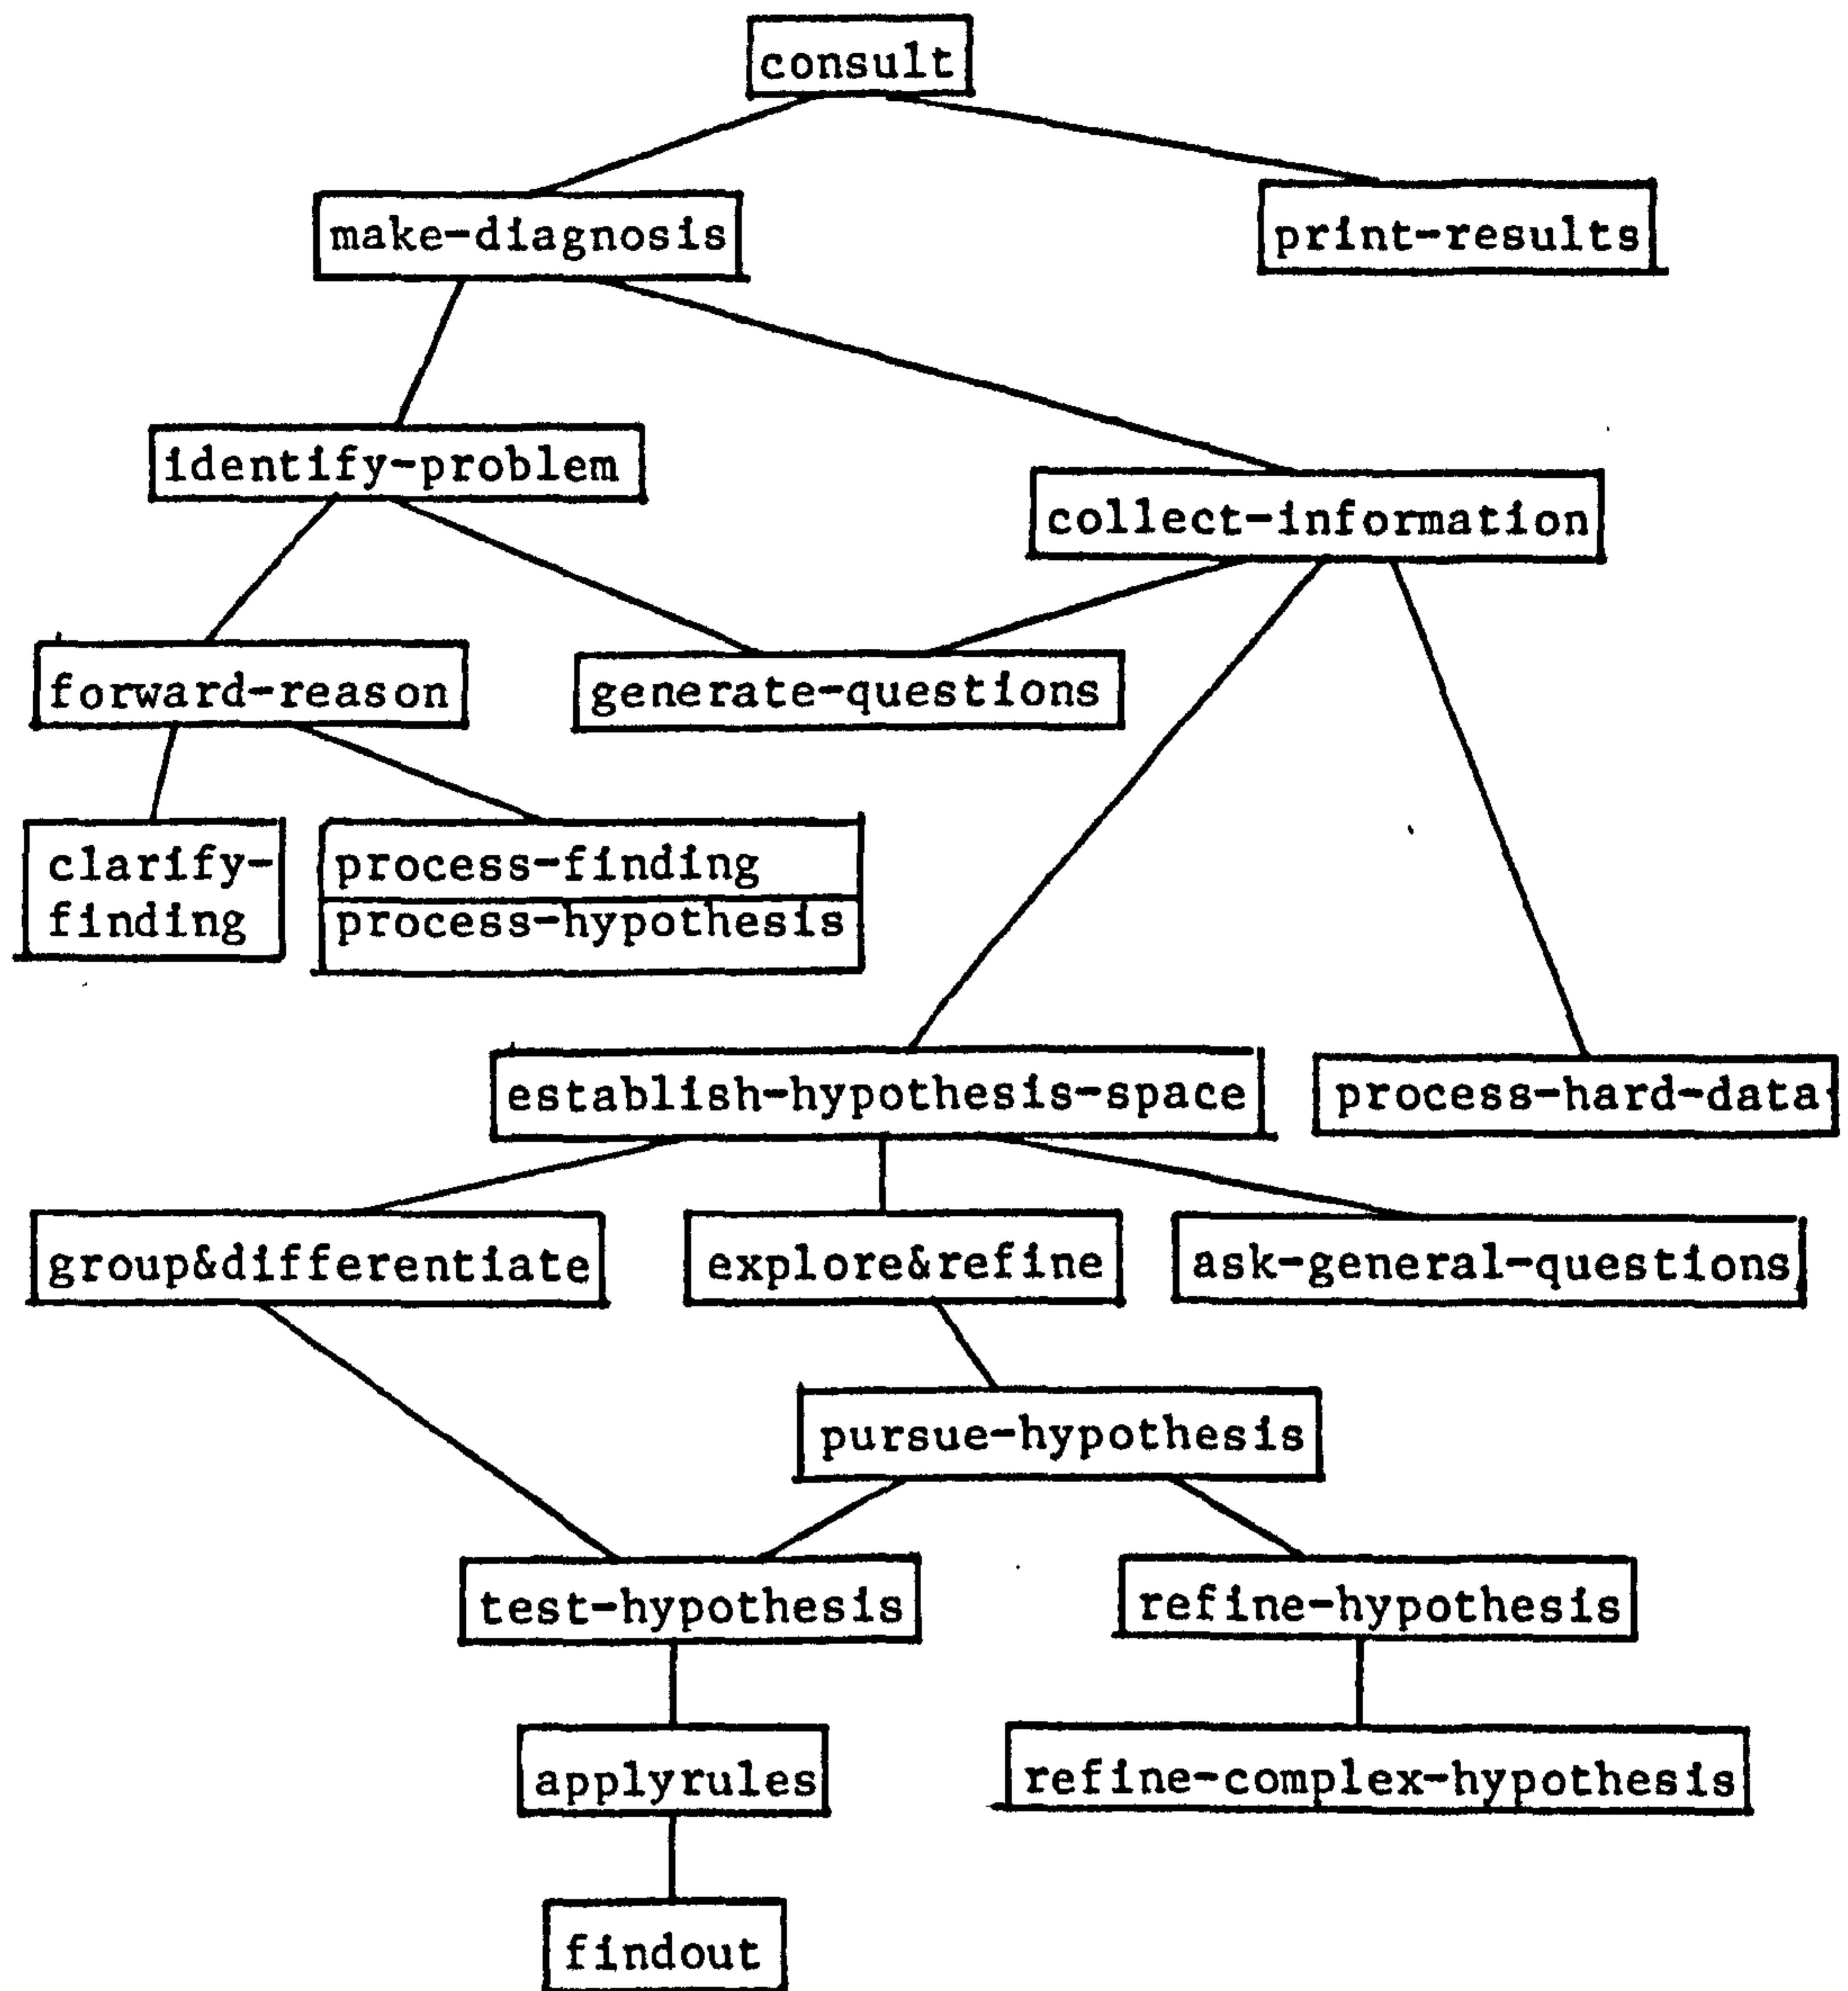 consult
make-diagnosis
print-results
identify-problem
collect-information
forward-reason
generate-questions
clarify-
finding
process-finding
process-hypothesis
establish-hypothesis-space
process-hard-data
group&differentiate
explore&refine
ask-general-questions
pursue-hypothesis
test-hypothesis
refine-hypothesis
applyrules
refine-complex-hypothesis
findout